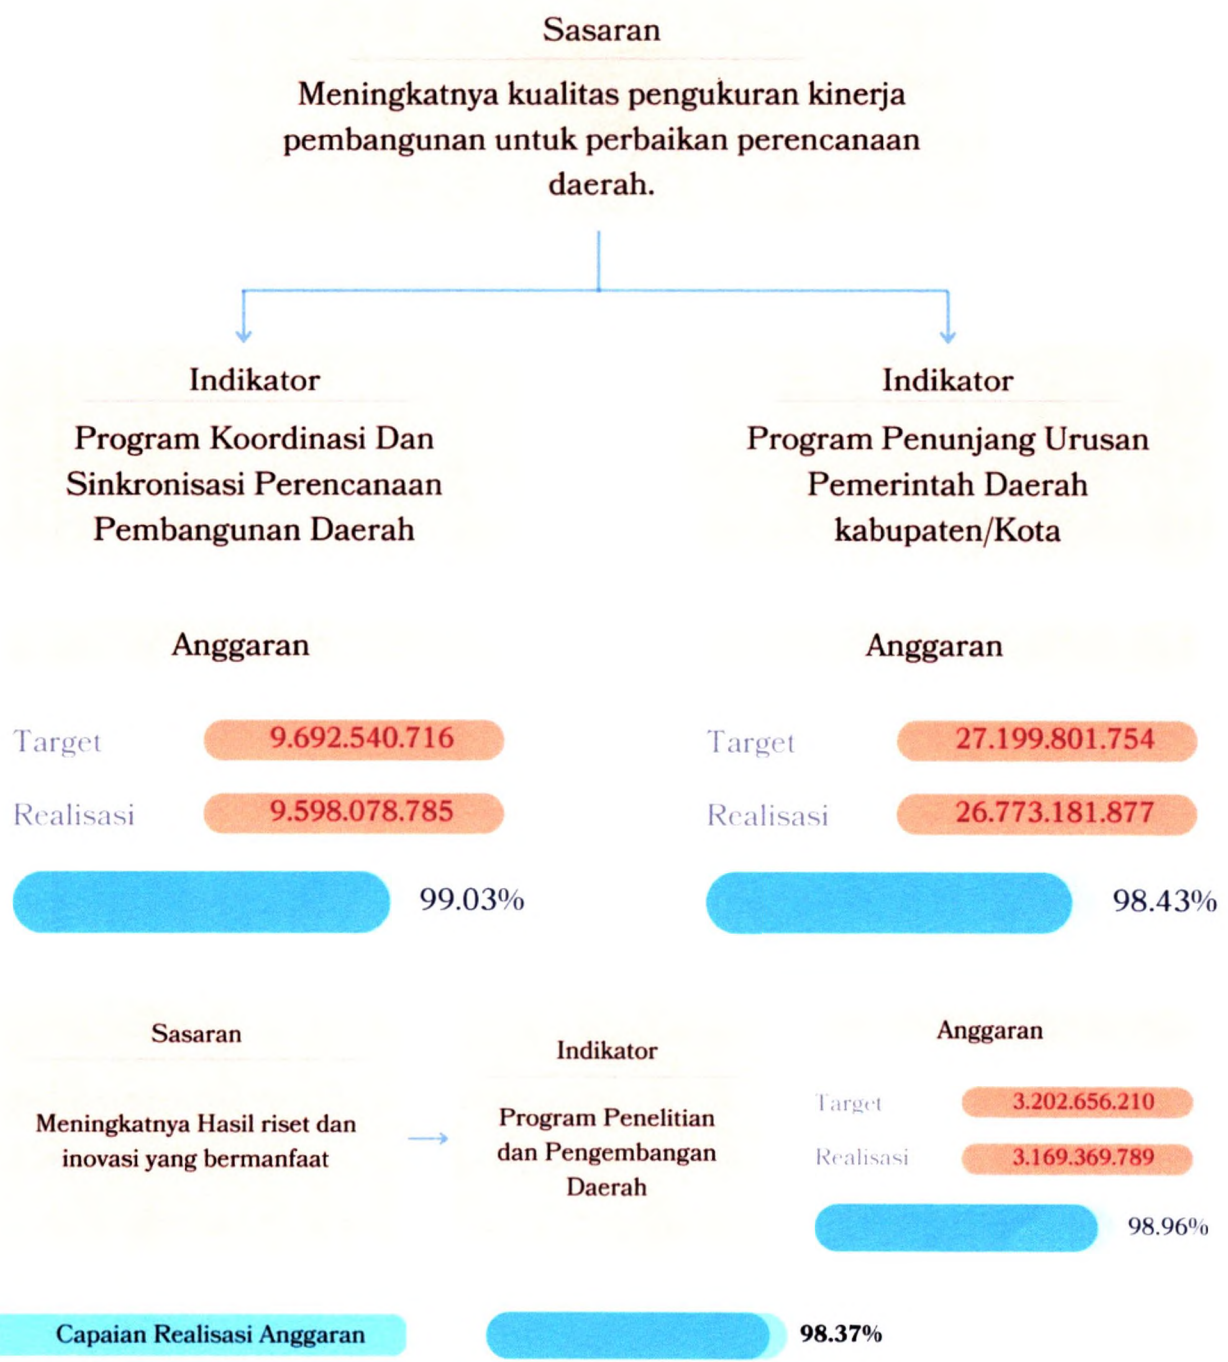 Sasaran
Meningkatnya kualitas pengukuran kinerja
pembangunan untuk perbaikan perencanaan
daerah.
Indikator
Program Koordinasi Dan
Sinkronisasi Perencanaan
Pembangunan Daerah
Anggaran
Target 9.692.540.716
Realisasi 9.598.078.785
99.03%
Indikator
Program Penunjang Urusan
Pemerintah Daerah
kabupaten/Kota
Anggaran
Target 27.199.801.754
Realisasi 26.773.181.877
98.43%
Sasaran
Meningkatnya Hasil riset dan
inovasi yang bermanfaat
Indikator
Program Penelitian
dan Pengembangan
Daerah
Anggaran
Target 3.202.656.210
Realisasi 3.169.369.789
98.96%
Capaian Realisasi Anggaran 98.37%